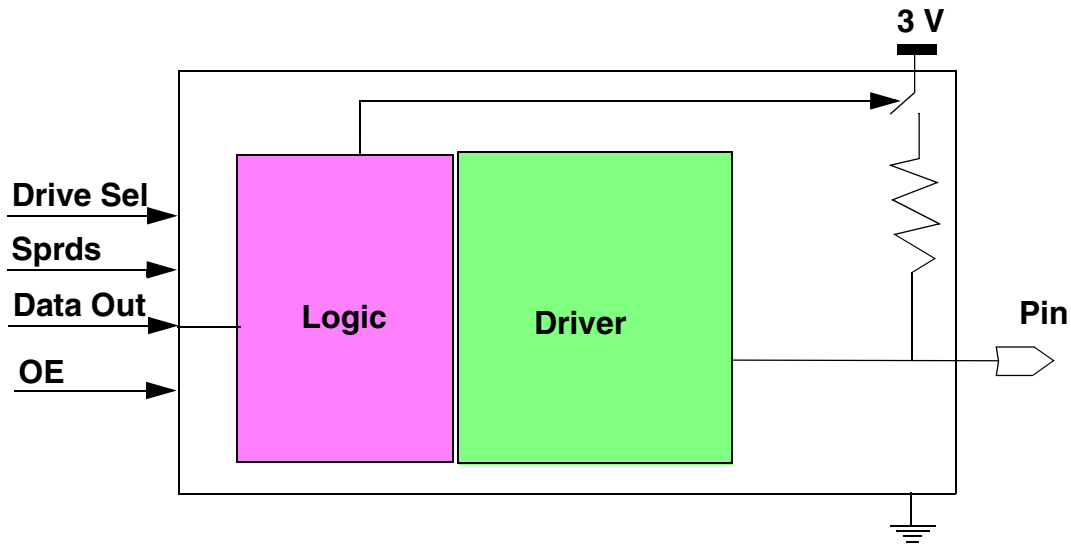 3 V
Drive Sel
Sprds
Data Out
OE
Logic
Driver
Pin